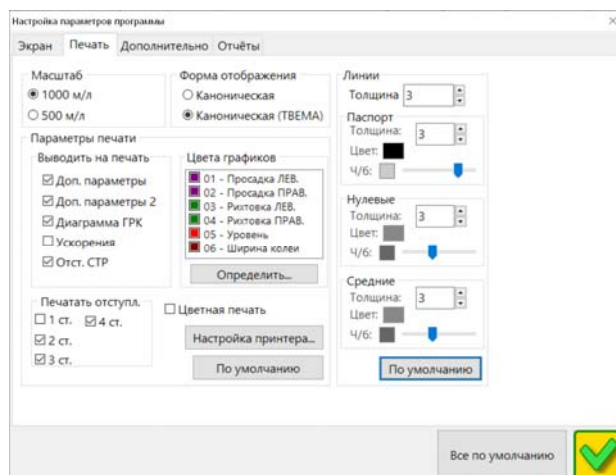 Настройка параметров программы
Экран Печать Дополнительно Отчёты
Масштаб
1000 м/л
500 м/л
Форма отображения
Каноническая
Каноническая (ТВЕМА)
Параметры печати
Выводить на печать
Доп. параметры
Доп. параметры 2
Диаграмма ГРК
Ускорения
Отст. СТР
Цвета графиков
01 - Просадка ЛЕВ.
02 - Просадка ПРАВ.
03 - Рихтовка ЛЕВ.
04 - Рихтовка ПРАВ.
05 - Уровень
06 - Ширина колеи
Определить...
Печатать отступл.
1 ст. 4 ст.
2 ст.
3 ст.
Цветная печать
Настройка принтера...
По умолчанию
Линии
Толщина 3
Паспорт
Толщина: 3
Цвет:
Ч/б:
Нулевые
Толщина: 3
Цвет:
Ч/б:
Средние
Толщина: 3
Цвет:
Ч/б:
По умолчанию
Все по умолчанию